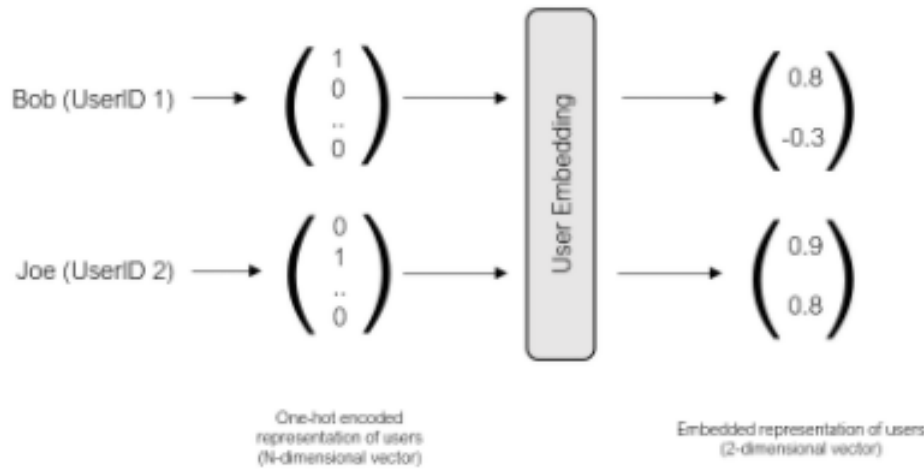 Bob (UserID 1)
1
0
..
0
User Embedding
0.8
-0.3
Joe (UserID 2)
0
1
..
0
0.9
0.8
One-hot encoded
representation of users
(N-dimensional vector)
Embedded representation of users
(2-dimensional vector)